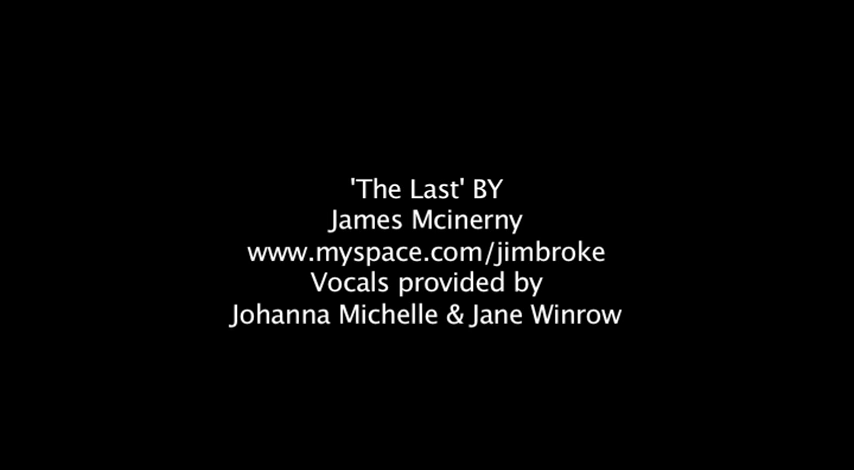 'The Last' BY
James Mcinerny
www.myspace.com/jimbroke
Vocals provided by
Johanna Michelle & Jane Winrow